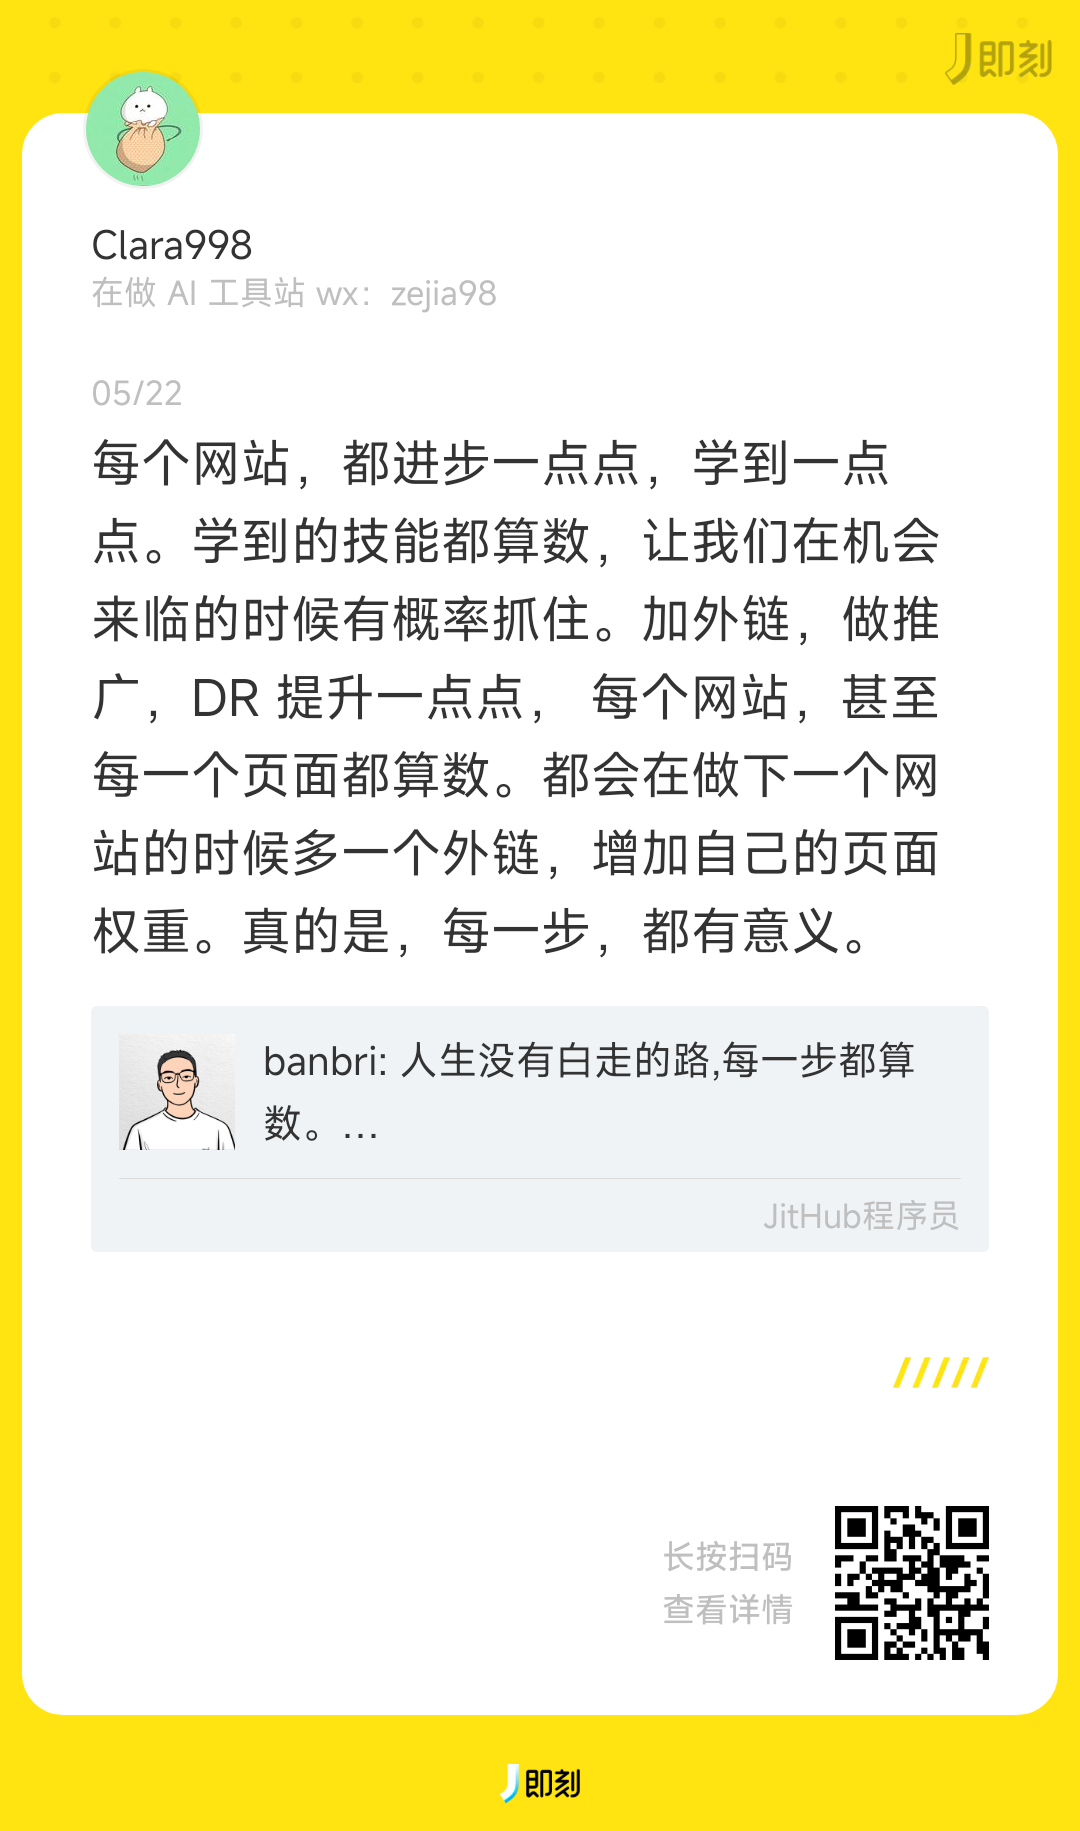 即刻
Clara998
在做 AI 工具站 wx：zejia98
05/22
每个网站，都进步一点点，学到一点
点。学到的技能都算数，让我们在机会
来临的时候有概率抓住。加外链，做推
广，DR 提升一点点， 每个网站，甚至
每一个页面都算数。都会在做下一个网
站的时候多一个外链，增加自己的页面
权重。真的是，每一步，都有意义。
banbri: 人生没有白走的路,每一步都算
数。...
JitHub程序员
长按扫码
查看详情
即刻